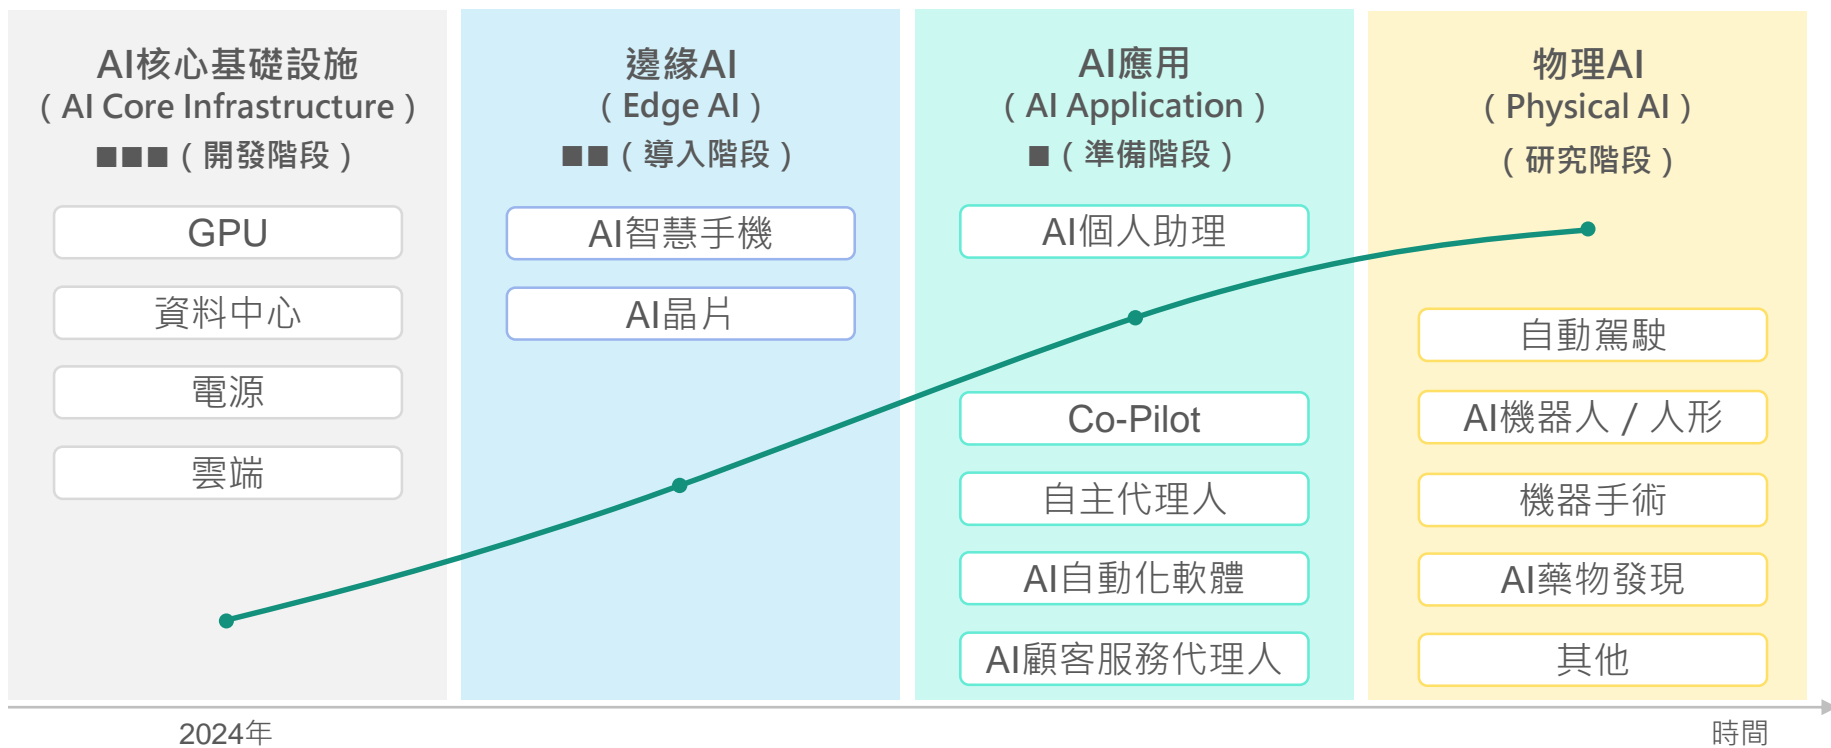 AI核心基礎設施
（AI Core Infrastructure）
■■■（開發階段）
GPU
資料中心
電源
雲端
邊緣AI
（Edge AI）
■■（導入階段）
AI智慧手機
AI晶片
AI應用
（AI Application）
■（準備階段）
AI個人助理
Co-Pilot
自主代理人
AI自動化軟體
AI顧客服務代理人
物理AI
（Physical AI）
（研究階段）
自動駕駛
AI機器人 / 人形
機器手術
AI藥物發現
其他
2024年
時間